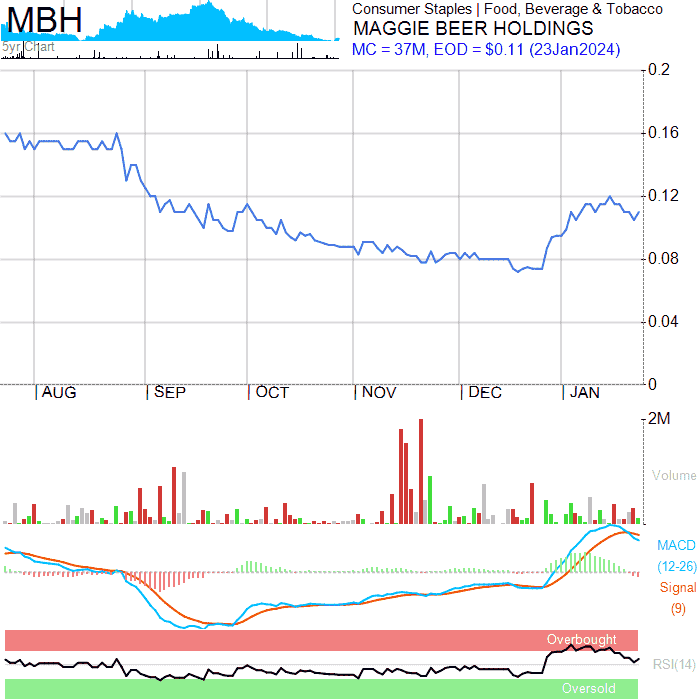 MBH
5yr Chart
Consumer Staples | Food, Beverage & Tobacco
MAGGIE BEER HOLDINGS
MC = 37M, EOD = $0.11 (23Jan2024)
0.2
0.16
0.12
0.08
0.04
0
|AUG |SEP |OCT |NOV |DEC |JAN
2M
Volume
MACD
(12-26)
Signal
(9)
Overbought
RSI(14)
Oversold